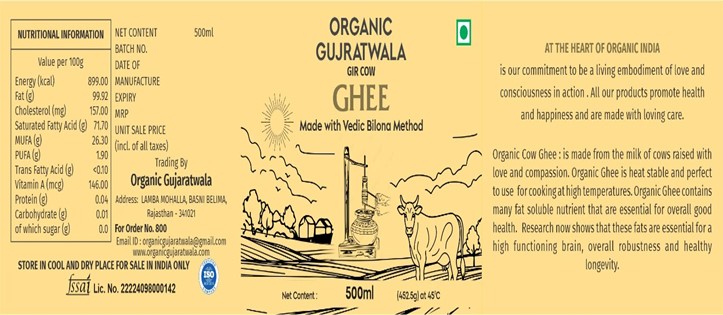 NUTRITIONAL INFORMATION
Value per 100g
Energy (kcal) 899.00
Fat (g) 99.92
Cholesterol (mg) 157.00
Saturated Fatty Acid (g) 71.70
MUFA (g) 26.30
PUFA (g) 1.90
Trans Fatty Acid (g) <0.10
Vitamin A (mcg) 146.00
Protein (g) 0.04
Carbohydrate (g) 0.01
of which sugar (g) 0.0
NET CONTENT 500ml
BATCH NO.
DATE OF
MANUFACTURE
EXPIRY
MRP
UNIT SALE PRICE
(incl. of all taxes)
Trading By
Organic Gujaratwala
Address: LAMBA MOHALLA, BASNI BELIMA,
Rajasthan - 341021
For Order No. 800
Email ID : organicgujaratwala@gmail.com
www.organicgujaratwala.com
STORE IN COOL AND DRY PLACE FOR SALE IN INDIA ONLY
fssai Lic. No. 22224098000142
ISO
ORGANIC
GUJRATWALA
GIR COW
GHEE
Made with Vedic Bilona Method
Net Content : 500ml (452.5g) at 45°C
AT THE HEART OF ORGANIC INDIA
is our commitment to be a living embodiment of love and
consciousness in action . All our products promote health
and happiness and are made with loving care.
Organic Cow Ghee : is made from the milk of cows raised with
love and compassion. Organic Ghee is heat stable and perfect
to use for cooking at high temperatures. Organic Ghee contains
many fat soluble nutrient that are essential for overall good
health. Research now shows that these fats are essential for a
high functioning brain, overall robustness and healthy
longevity.